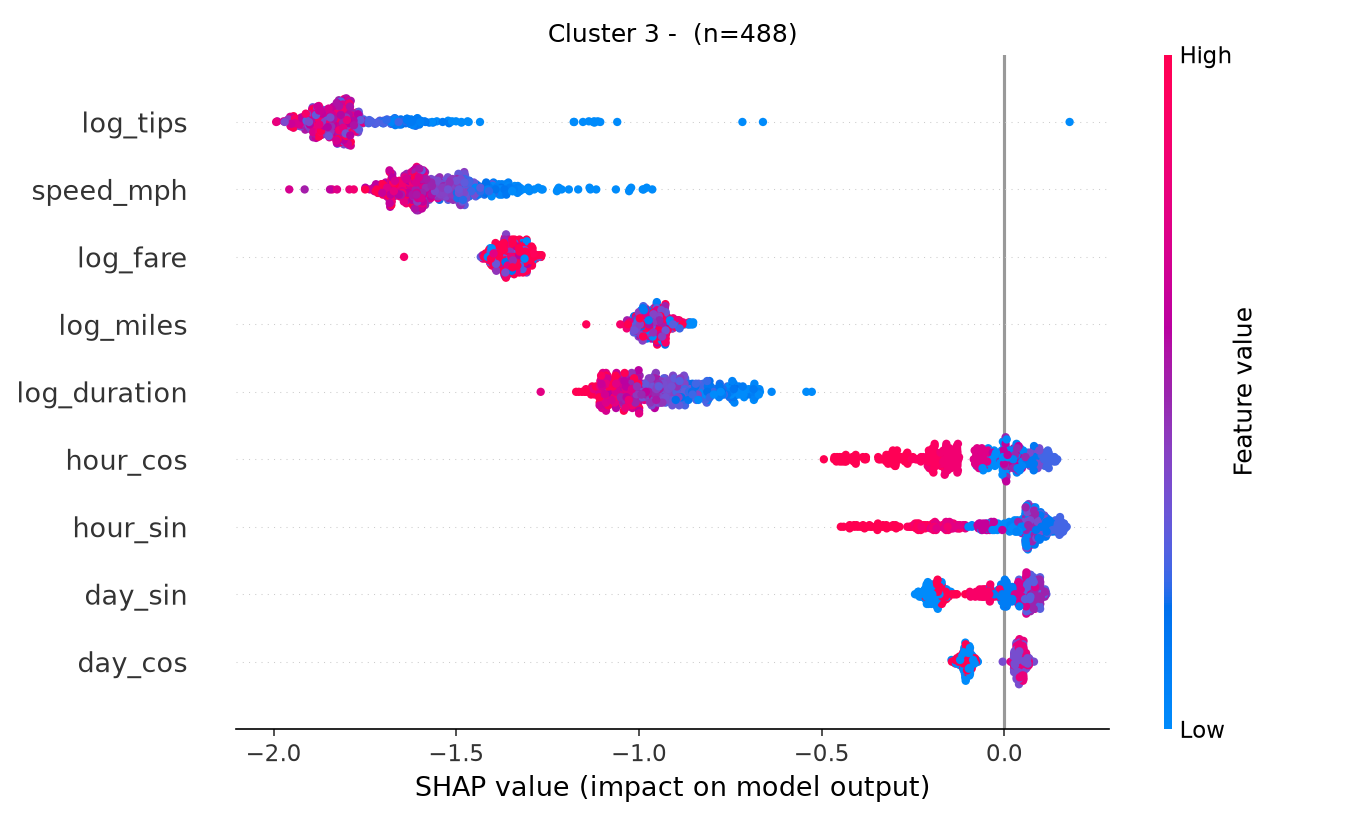 Cluster 3 -  (n=488)
High
log_tips
speed_mph
log_fare
log_miles
log_duration
hour_cos
hour_sin
day_sin
day_cos
Feature value
Low
−2.0 −1.5 −1.0 −0.5 0.0
SHAP value (impact on model output)